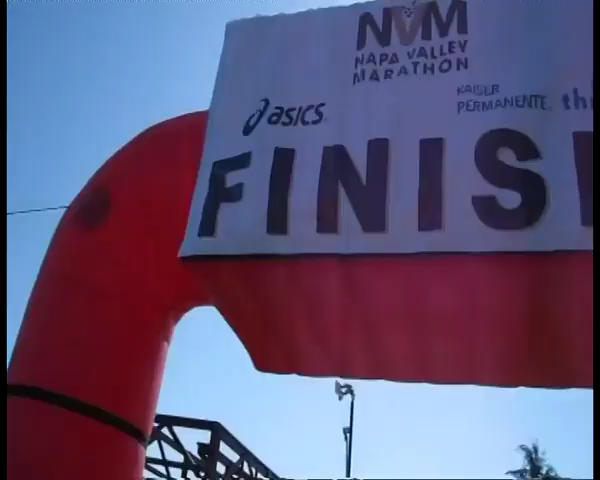 NVM
NAPA VALLEY
MARATHON
asics
KAISER
PERMANENTE
FINIS